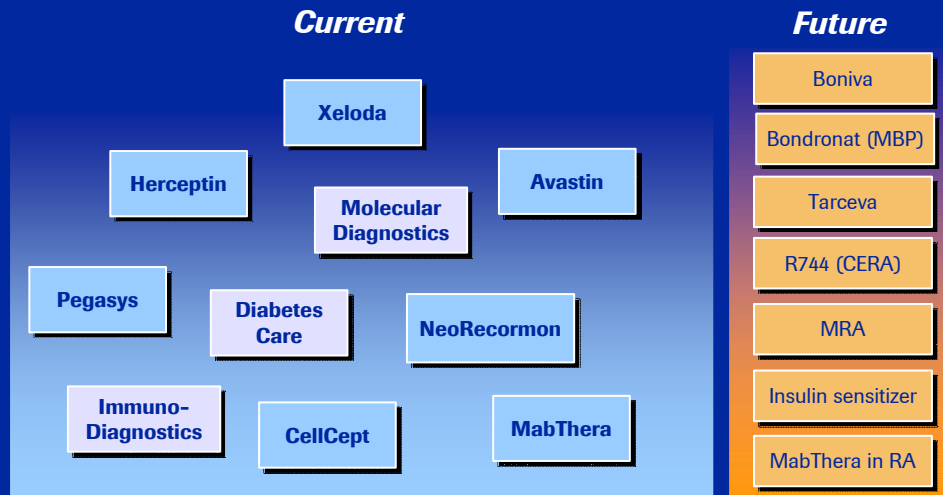 Current
Future
Xeloda
Herceptin
Avastin
Molecular
Diagnostics
Pegasys
Diabetes
Care
NeoRecormon
Immuno-
Diagnostics
CellCept
MabThera
Boniva
Bondronat (MBP)
Tarceva
R744 (CERA)
MRA
Insulin sensitizer
MabThera in RA